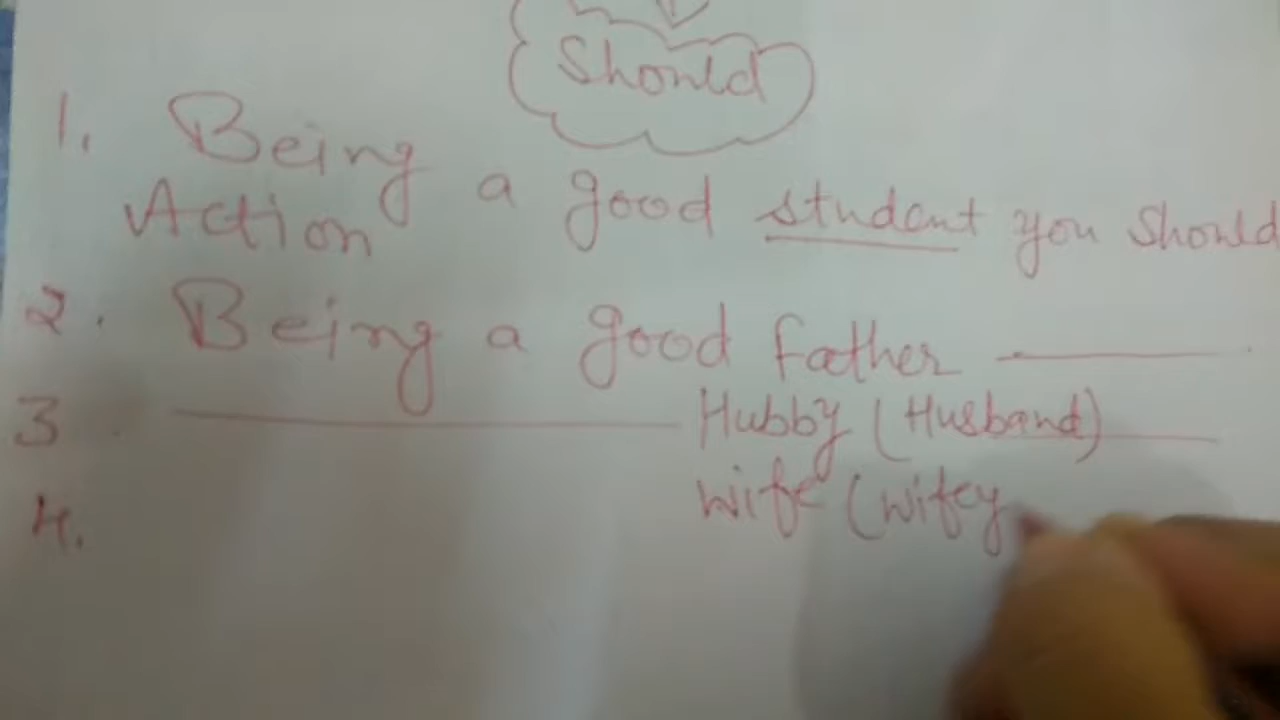 Should
1. Being a good student you should
Action
2. Being a good father
3 Hubby (Husband)
4. Wife (Wifey